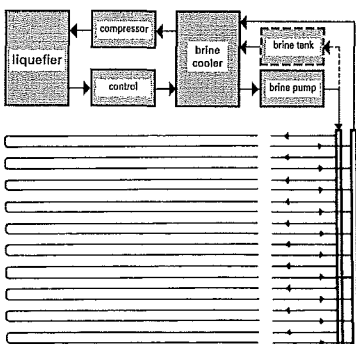 compressor
liquefier
control
brine
cooler
brine tank
brine pump